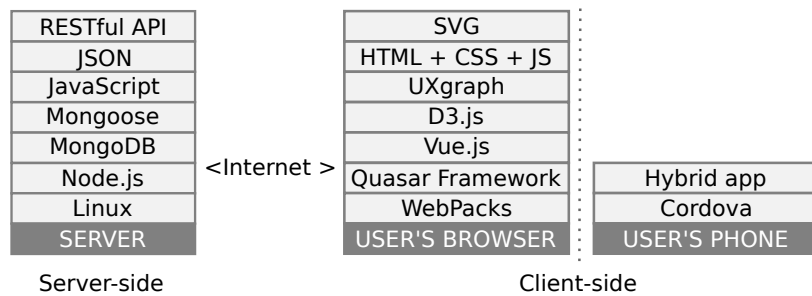 RESTful API
JSON
JavaScript
Mongoose
MongoDB
Node.js
Linux
SERVER
Server-side
<Internet >
SVG
HTML + CSS + JS
UXgraph
D3.js
Vue.js
Quasar Framework
WebPacks
USER'S BROWSER
Hybrid app
Cordova
USER'S PHONE
Client-side